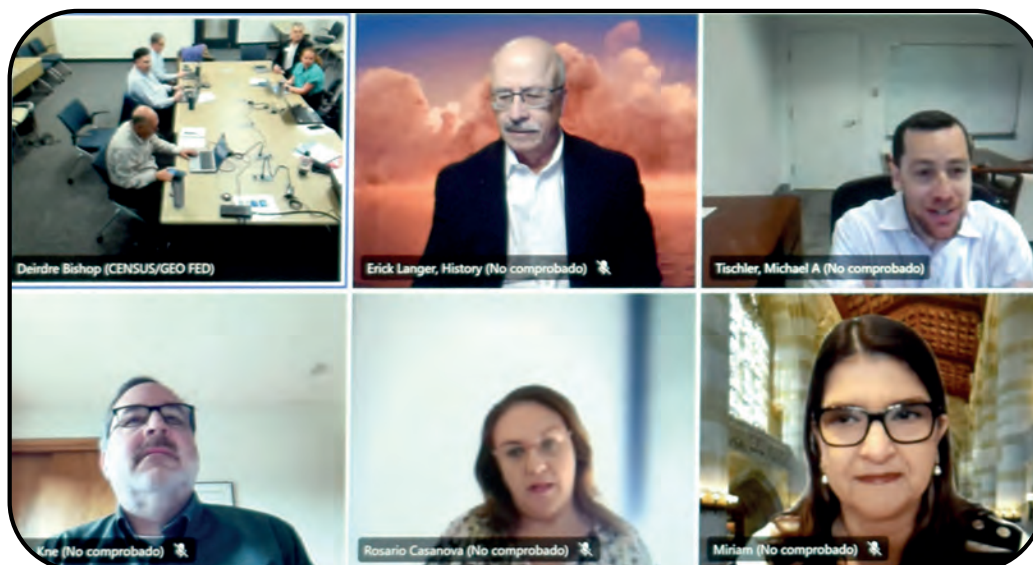 Deirdre Bishop (CENSUS/GEO FED)
Erick Langer, History (No comprobado)
Tischler, Michael A (No comprobado)
Kne (No comprobado)
Rosario Casanova (No comprobado)
Miriam (No comprobado)